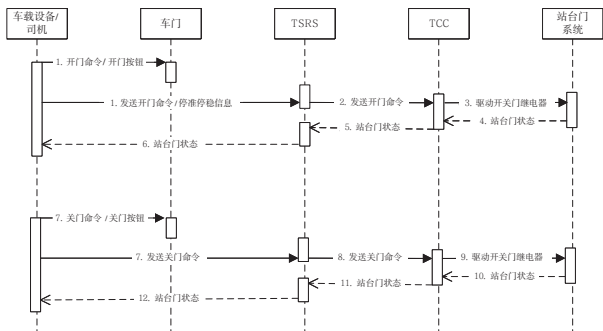 车载设备/
司机
车门
TSRS
TCC
站台门
系统
1. 开门命令/ 开门按钮
1. 发送开门命令/停准停稳信息
2. 发送开门命令
3. 驱动开关门继电器
4. 站台门状态
5. 站台门状态
6. 站台门状态
7. 关门命令 /关门按钮
7. 发送关门命令
8. 发送关门命令
9. 驱动开关门继电器
10. 站台门状态
11. 站台门状态
12. 站台门状态